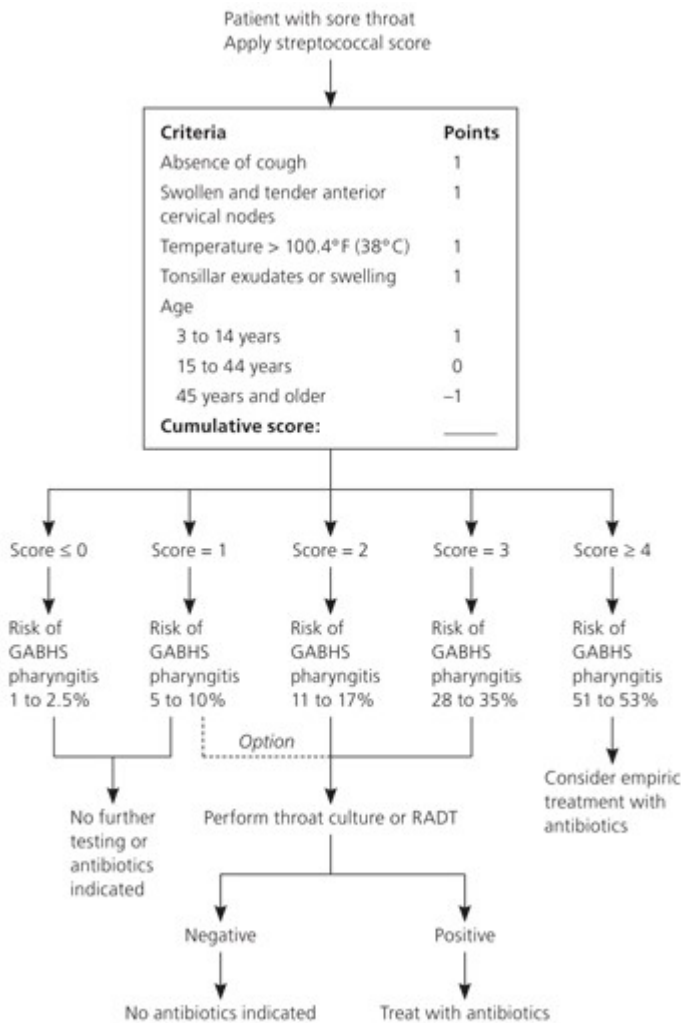 Patient with sore throat
Apply streptococcal score
Criteria Points
Absence of cough 1
Swollen and tender anterior 1
cervical nodes
Temperature > 100.4°F (38°C) 1
Tonsillar exudates or swelling 1
Age
3 to 14 years 1
15 to 44 years 0
45 years and older –1
Cumulative score: ______
Score ≤ 0 Score = 1 Score = 2 Score = 3 Score ≥ 4
Risk of
GABHS
pharyngitis
1 to 2.5%
Risk of
GABHS
pharyngitis
5 to 10%
Risk of
GABHS
pharyngitis
11 to 17%
Risk of
GABHS
pharyngitis
28 to 35%
Risk of
GABHS
pharyngitis
51 to 53%
Option
No further
testing or
antibiotics
indicated
Perform throat culture or RADT
Consider empiric
treatment with
antibiotics
Negative Positive
No antibiotics indicated Treat with antibiotics